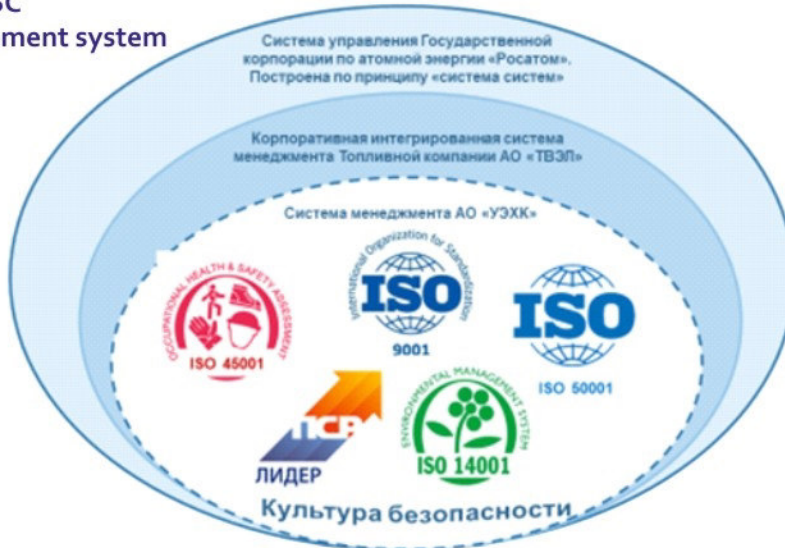 ment system
Система управления Государственной
корпорации по атомной энергии «Росатом».
Построена по принципу «система систем»
Корпоративная интегрированная система
менеджмента Топливной компании АО «ТВЭЛ»
Система менеджмента АО «УЭХК»
OCCUPATIONAL HEALTH & SAFETY ASSESSMENT
ISO 45001
International Organization for Standardization
ISO
9001
ISO
ISO 50001
ПСР
ЛИДЕР
ENVIRONMENTAL MANAGEMENT SYSTEM
ISO 14001
Культура безопасности